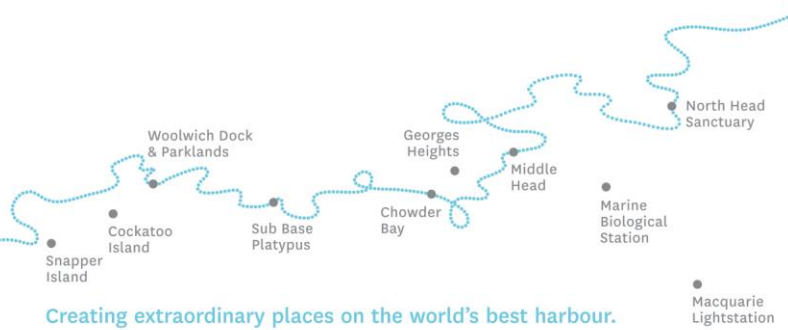 Woolwich Dock
& Parklands
Georges
Heights
North Head
Sanctuary
Middle
Head
Chowder
Bay
Marine
Biological
Station
Sub Base
Platypus
Cockatoo
Island
Snapper
Island
Macquarie
Lightstation
Creating extraordinary places on the world's best harbour.